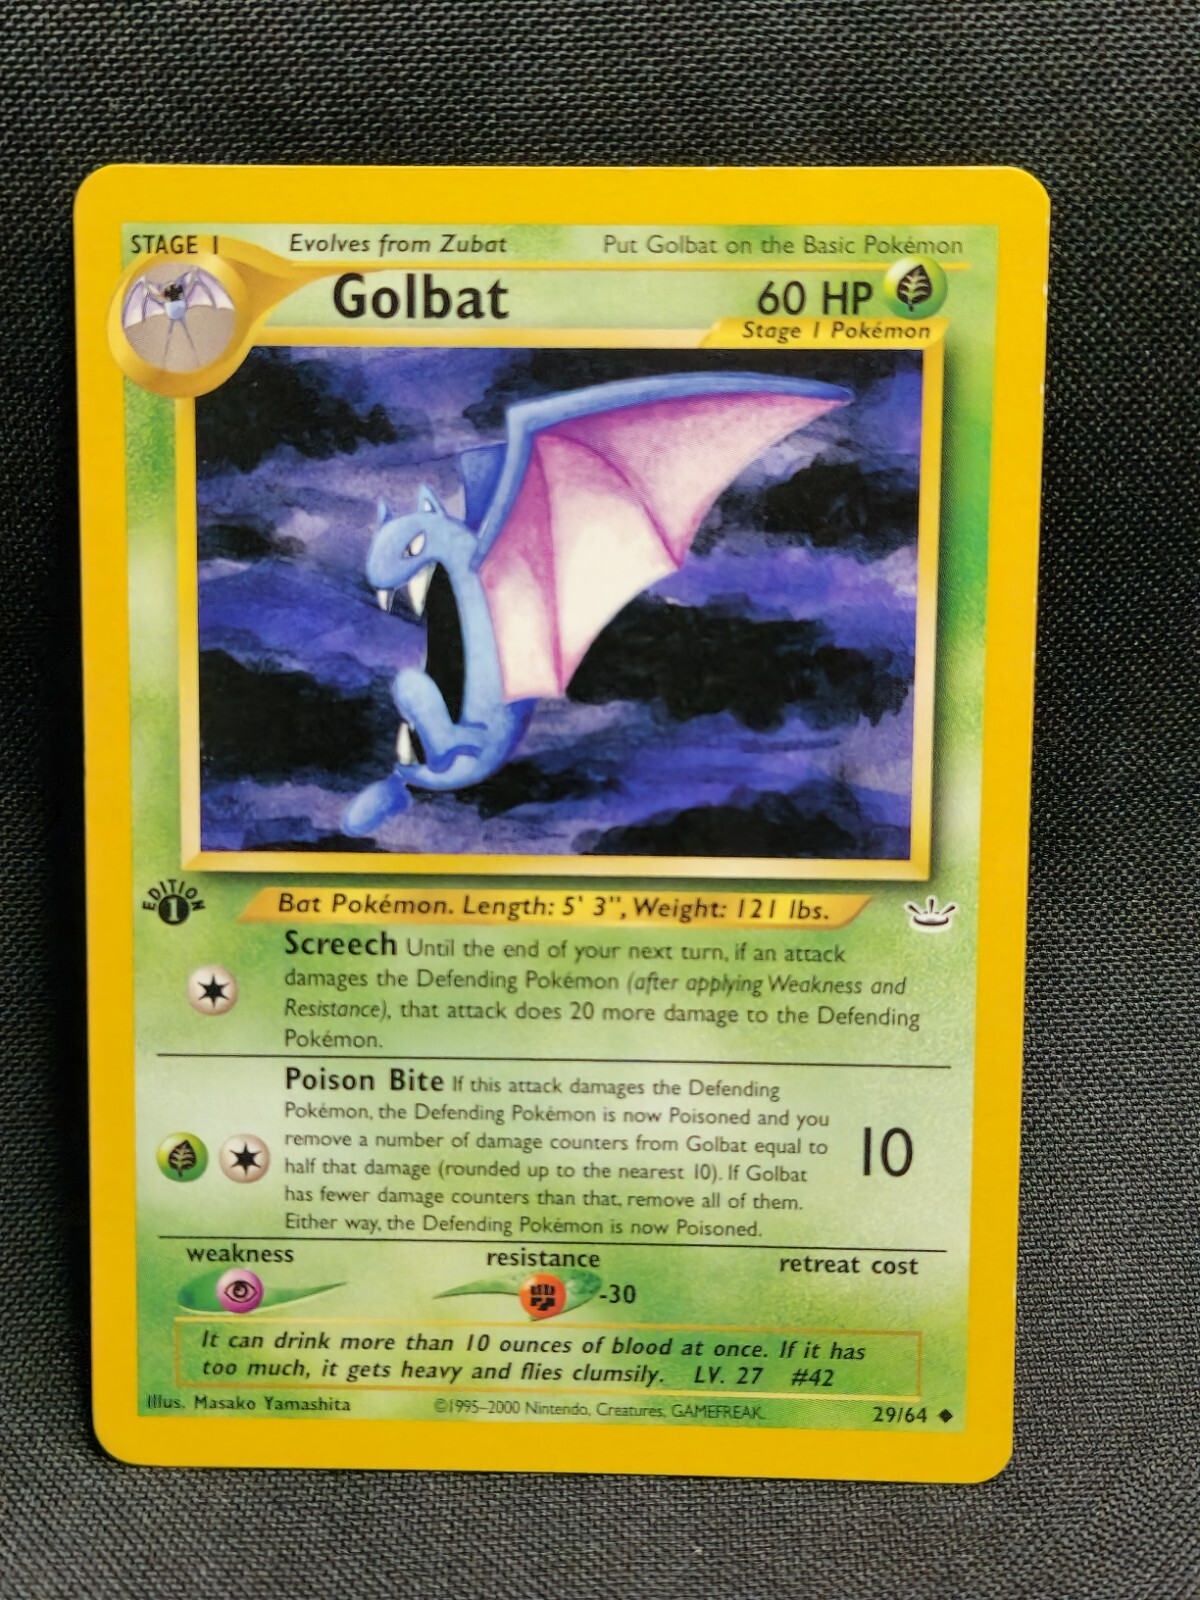 STAGE 1 Evolves from Zubat Put Golbat on the Basic Pokémon
Golbat 60 HP
Stage 1 Pokémon
EDITION
1
Bat Pokémon. Length: 5' 3", Weight: 121 lbs.
Screech Until the end of your next turn, if an attack
damages the Defending Pokémon (after applying Weakness and
Resistance), that attack does 20 more damage to the Defending
Pokémon.
Poison Bite If this attack damages the Defending
Pokémon, the Defending Pokémon is now Poisoned and you
remove a number of damage counters from Golbat equal to
half that damage (rounded up to the nearest 10). If Golbat
has fewer damage counters than that, remove all of them.
Either way, the Defending Pokémon is now Poisoned.
10
weakness resistance retreat cost
-30
It can drink more than 10 ounces of blood at once. If it has
too much, it gets heavy and flies clumsily. LV. 27 #42
Illus. Masako Yamashita ©1995–2000 Nintendo, Creatures, GAMEFREAK. 29/64